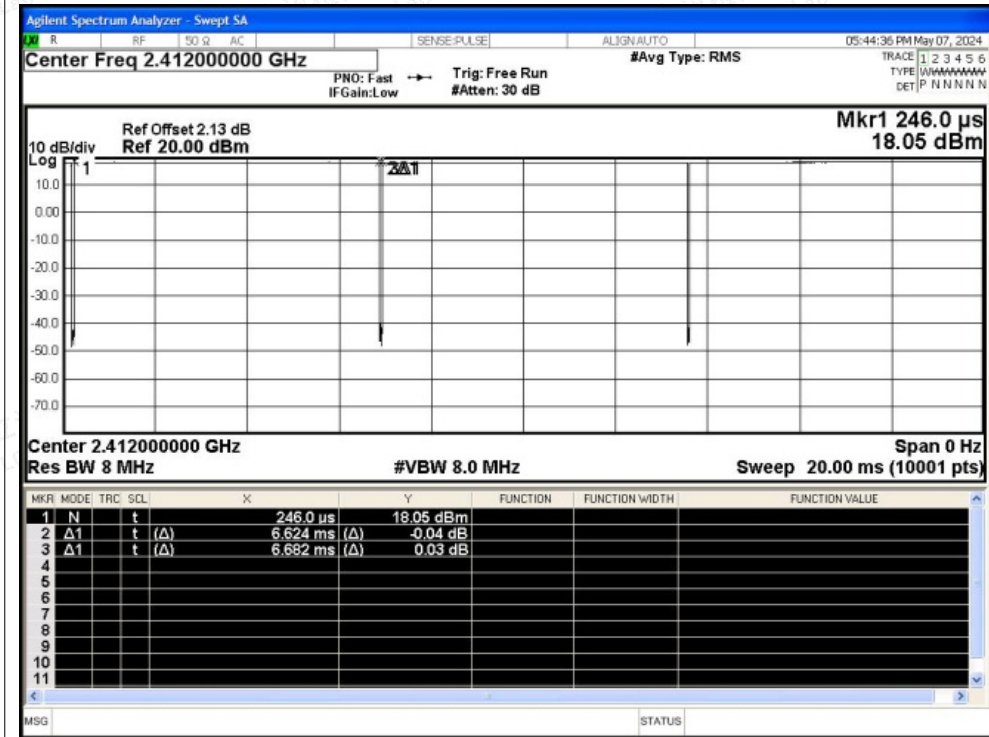 Agilent Spectrum Analyzer - Swept SA
LXI R RF 50 Ω AC SENSE:PULSE ALIGN AUTO 05:44:36 PM May 07, 2024
Center Freq 2.412000000 GHz #Avg Type: RMS TRACE 1 2 3 4 5 6
PNO: Fast Trig: Free Run TYPE
IFGain:Low #Atten: 30 dB DET P N N N N N
Mkr1 246.0 µs
Ref Offset 2.13 dB
10 dB/div Ref 20.00 dBm 18.05 dBm
Log
1 3Δ1
10.0
0.00
-10.0
-20.0
-30.0
-40.0
-50.0
-60.0
-70.0
Center 2.412000000 GHz Span 0 Hz
Res BW 8 MHz #VBW 8.0 MHz Sweep 20.00 ms (10001 pts)
MKR MODE TRC SCL X Y FUNCTION FUNCTION WIDTH FUNCTION VALUE
1 N t 246.0 µs 18.05 dBm
2 Δ1 t (Δ) 6.624 ms (Δ) -0.04 dB
3 Δ1 t (Δ) 6.682 ms (Δ) 0.03 dB
4
5
6
7
8
9
10
11
MSG STATUS